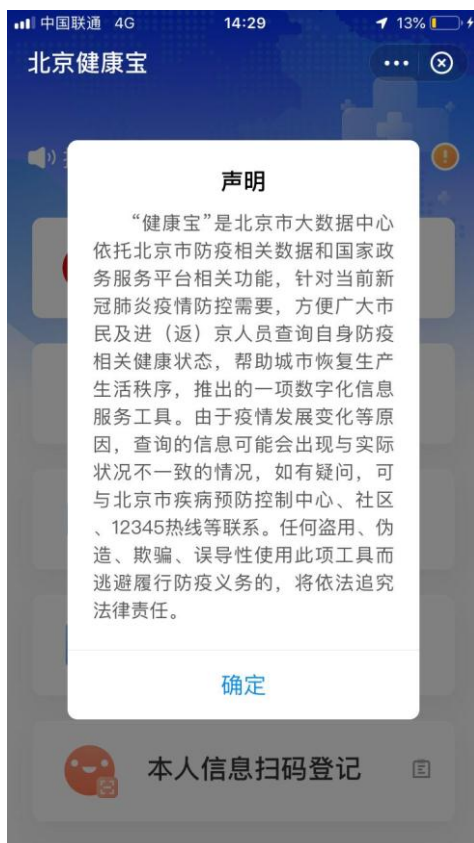 中国联通 4G 14:29 13%
北京健康宝
声明
“健康宝”是北京市大数据中心
依托北京市防疫相关数据和国家政
务服务平台相关功能，针对当前新
冠肺炎疫情防控需要，方便广大市
民及进（返）京人员查询自身防疫
相关健康状态，帮助城市恢复生产
生活秩序，推出的一项数字化信息
服务工具。由于疫情发展变化等原
因，查询的信息可能会出现与实际
状况不一致的情况，如有疑问，可
与北京市疾病预防控制中心、社区
、12345热线等联系。任何盗用、伪
造、欺骗、误导性使用此项工具而
逃避履行防疫义务的，将依法追究
法律责任。
确定
本人信息扫码登记